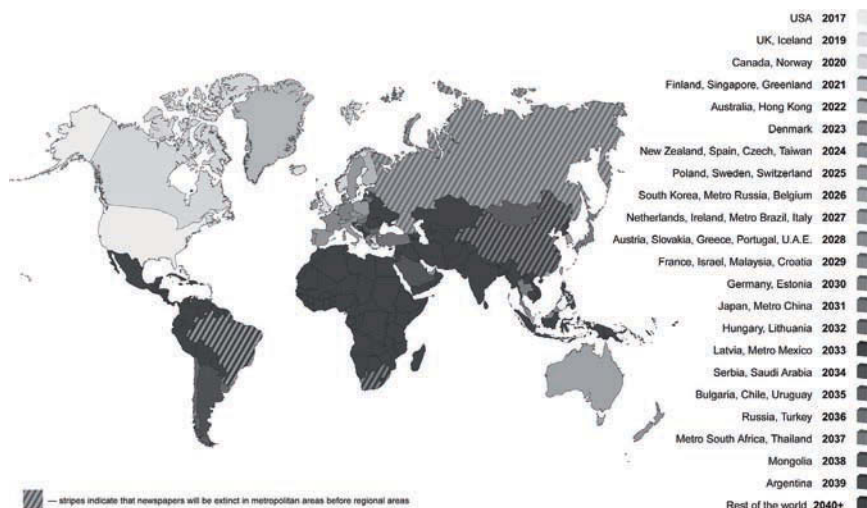 USA 2017
UK, Iceland 2019
Canada, Norway 2020
Finland, Singapore, Greenland 2021
Australia, Hong Kong 2022
Denmark 2023
New Zealand, Spain, Czech, Taiwan 2024
Poland, Sweden, Switzerland 2025
South Korea, Metro Russia, Belgium 2026
Netherlands, Ireland, Metro Brazil, Italy 2027
Austria, Slovakia, Greece, Portugal, U.A.E. 2028
France, Israel, Malaysia, Croatia 2029
Germany, Estonia 2030
Japan, Metro China 2031
Hungary, Lithuania 2032
Latvia, Metro Mexico 2033
Serbia, Saudi Arabia 2034
Bulgaria, Chile, Uruguay 2035
Russia, Turkey 2036
Metro South Africa, Thailand 2037
Mongolia 2038
Argentina 2039
Rest of the world 2040+
— stripes indicate that newspapers will be extinct in metropolitan areas before regional areas